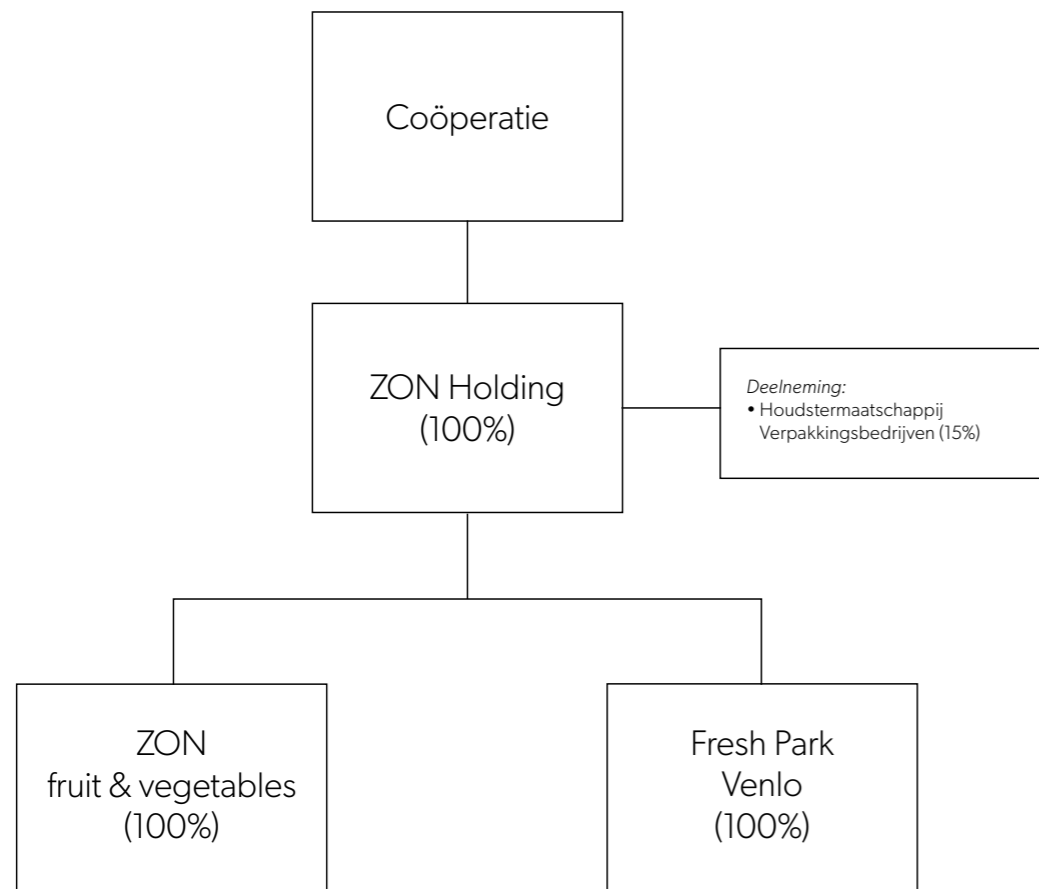 Coöperatie
ZON Holding
(100%)
Deelneming:
• Houdstermaatschappij
Verpakkingsbedrijven (15%)
ZON
fruit & vegetables
(100%)
Fresh Park
Venlo
(100%)